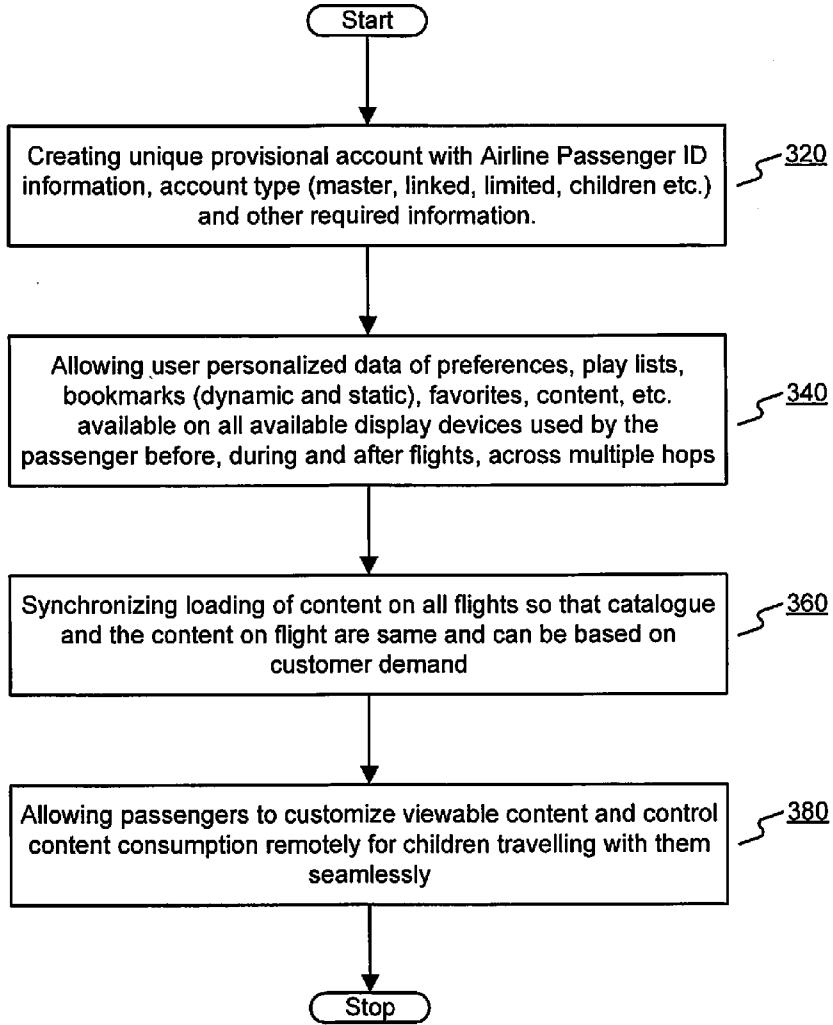 Start
Creating unique provisional account with Airline Passenger ID
information, account type (master, linked, limited, children etc.)
and other required information.
320
Allowing user personalized data of preferences, play lists,
bookmarks (dynamic and static), favorites, content, etc.
available on all available display devices used by the
passenger before, during and after flights, across multiple hops
340
Synchronizing loading of content on all flights so that catalogue
and the content on flight are same and can be based on
customer demand
360
Allowing passengers to customize viewable content and control
content consumption remotely for children travelling with them
seamlessly
380
Stop